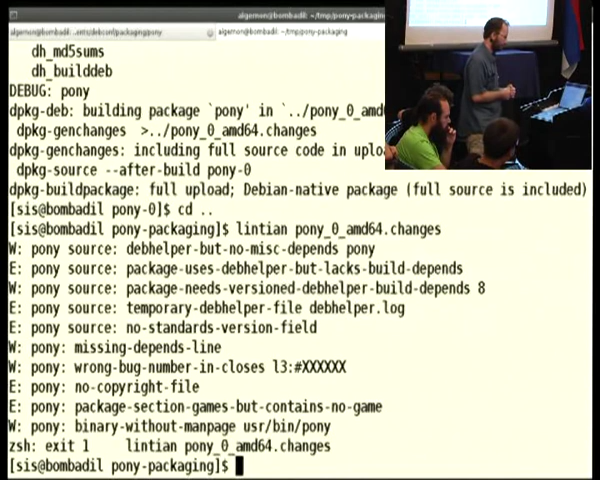 algernon@bombadil: ~/tmp/pony-packaging
algernon@bombadil: ~/tmp/pony-packaging
dh_md5sums
dh_builddeb
DEBUG: pony
dpkg-deb: building package `pony' in `../pony_0_amd6
dpkg-genchanges >../pony_0_amd64.changes
dpkg-genchanges: including full source code in uploa
dpkg-source --after-build pony-0
dpkg-buildpackage: full upload; Debian-native package (full source is included)
[sis@bombadil pony-0]$ cd ..
[sis@bombadil pony-packaging]$ lintian pony_0_amd64.changes
W: pony source: debhelper-but-no-misc-depends pony
E: pony source: package-uses-debhelper-but-lacks-build-depends
W: pony source: package-needs-versioned-debhelper-build-depends 8
E: pony source: temporary-debhelper-file debhelper.log
E: pony source: no-standards-version-field
W: pony: missing-depends-line
W: pony: wrong-bug-number-in-closes l3:#XXXXXX
E: pony: no-copyright-file
E: pony: package-section-games-but-contains-no-game
W: pony: binary-without-manpage usr/bin/pony
zsh: exit 1 lintian pony_0_amd64.changes
[sis@bombadil pony-packaging]$